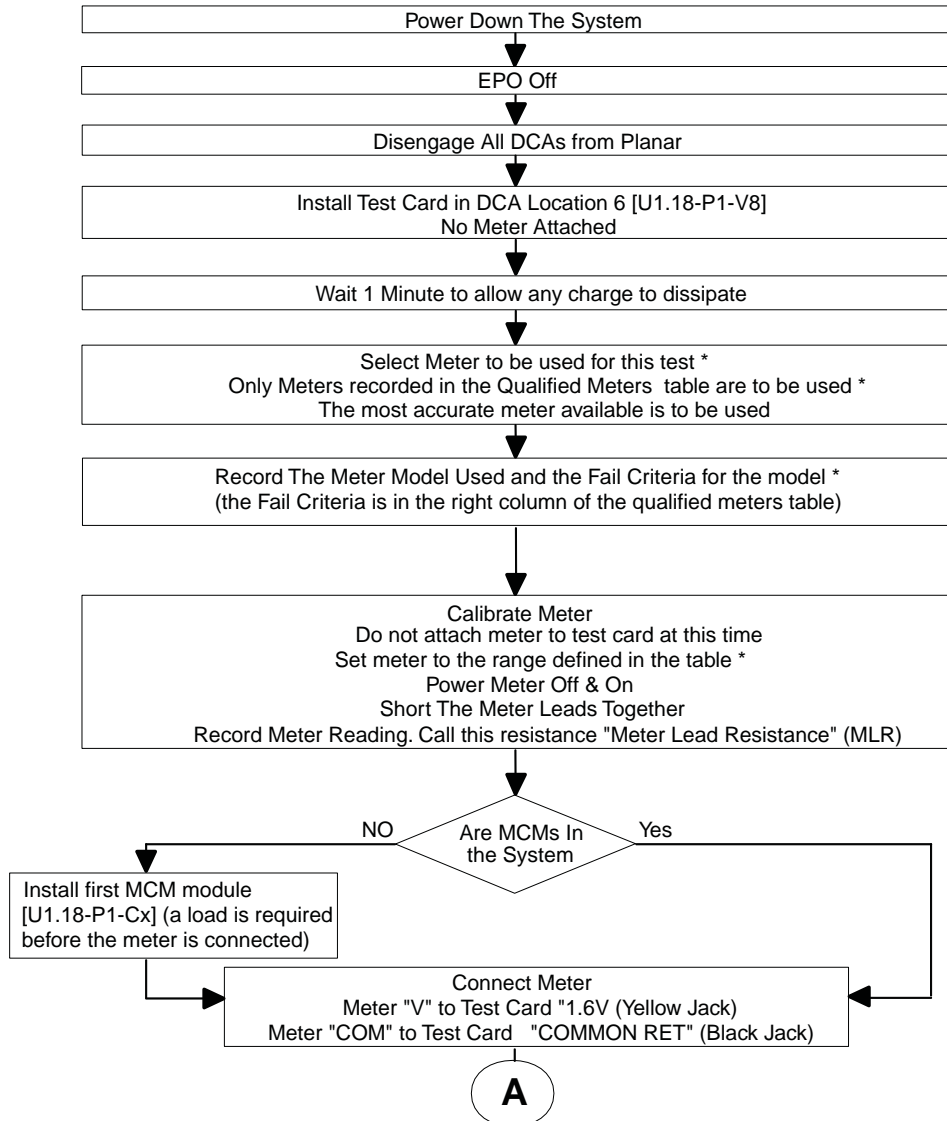 Power Down The System
EPO Off
Disengage All DCAs from Planar
Install Test Card in DCA Location 6 [U1.18-P1-V8]
No Meter Attached
Wait 1 Minute to allow any charge to dissipate
Select Meter to be used for this test *
Only Meters recorded in the Qualified Meters table are to be used *
The most accurate meter available is to be used
Record The Meter Model Used and the Fail Criteria for the model *
(the Fail Criteria is in the right column of the qualified meters table)
Calibrate Meter
Do not attach meter to test card at this time
Set meter to the range defined in the table *
Power Meter Off & On
Short The Meter Leads Together
Record Meter Reading. Call this resistance "Meter Lead Resistance" (MLR)
NO
Are MCMs In
the System
Yes
Install first MCM module
[U1.18-P1-Cx] (a load is required
before the meter is connected)
Connect Meter
Meter "V" to Test Card "1.6V (Yellow Jack)
Meter "COM" to Test Card "COMMON RET" (Black Jack)
A